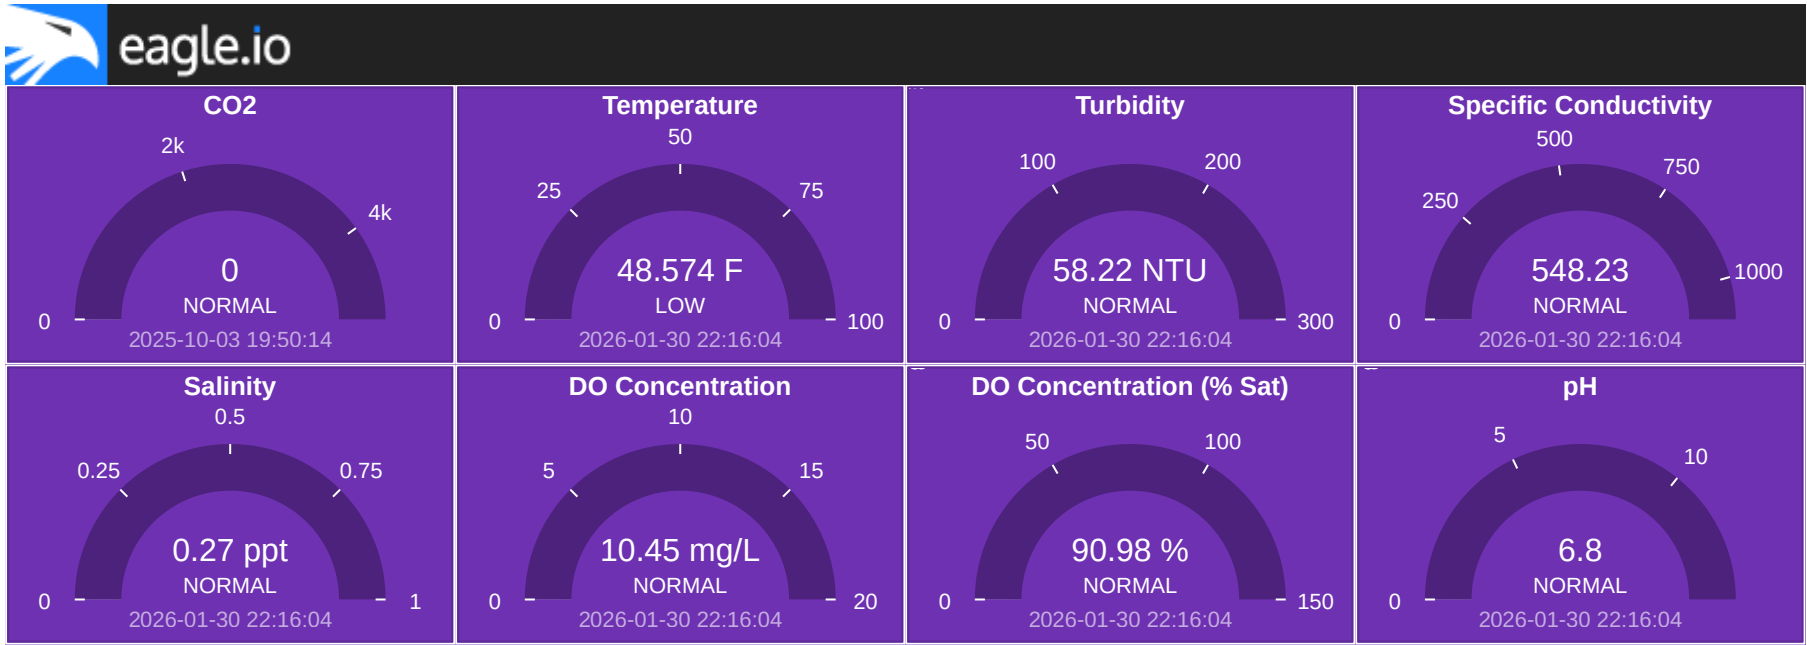 eagle.io
CO2
2k
4k
0
0
NORMAL
2025-10-03 19:50:14
Temperature
50
25
75
48.574 F
LOW
0
100
2026-01-30 22:16:04
Turbidity
100
200
58.22 NTU
NORMAL
0
300
2026-01-30 22:16:04
Specific Conductivity
500
750
250
1000
548.23
NORMAL
0
2026-01-30 22:16:04
Salinity
0.5
0.25
0.75
0.27 ppt
NORMAL
0
1
2026-01-30 22:16:04
DO Concentration
10
5
15
10.45 mg/L
NORMAL
0
20
2026-01-30 22:16:04
DO Concentration (% Sat)
50
100
90.98 %
NORMAL
0
150
2026-01-30 22:16:04
pH
5
10
6.8
NORMAL
0
2026-01-30 22:16:04